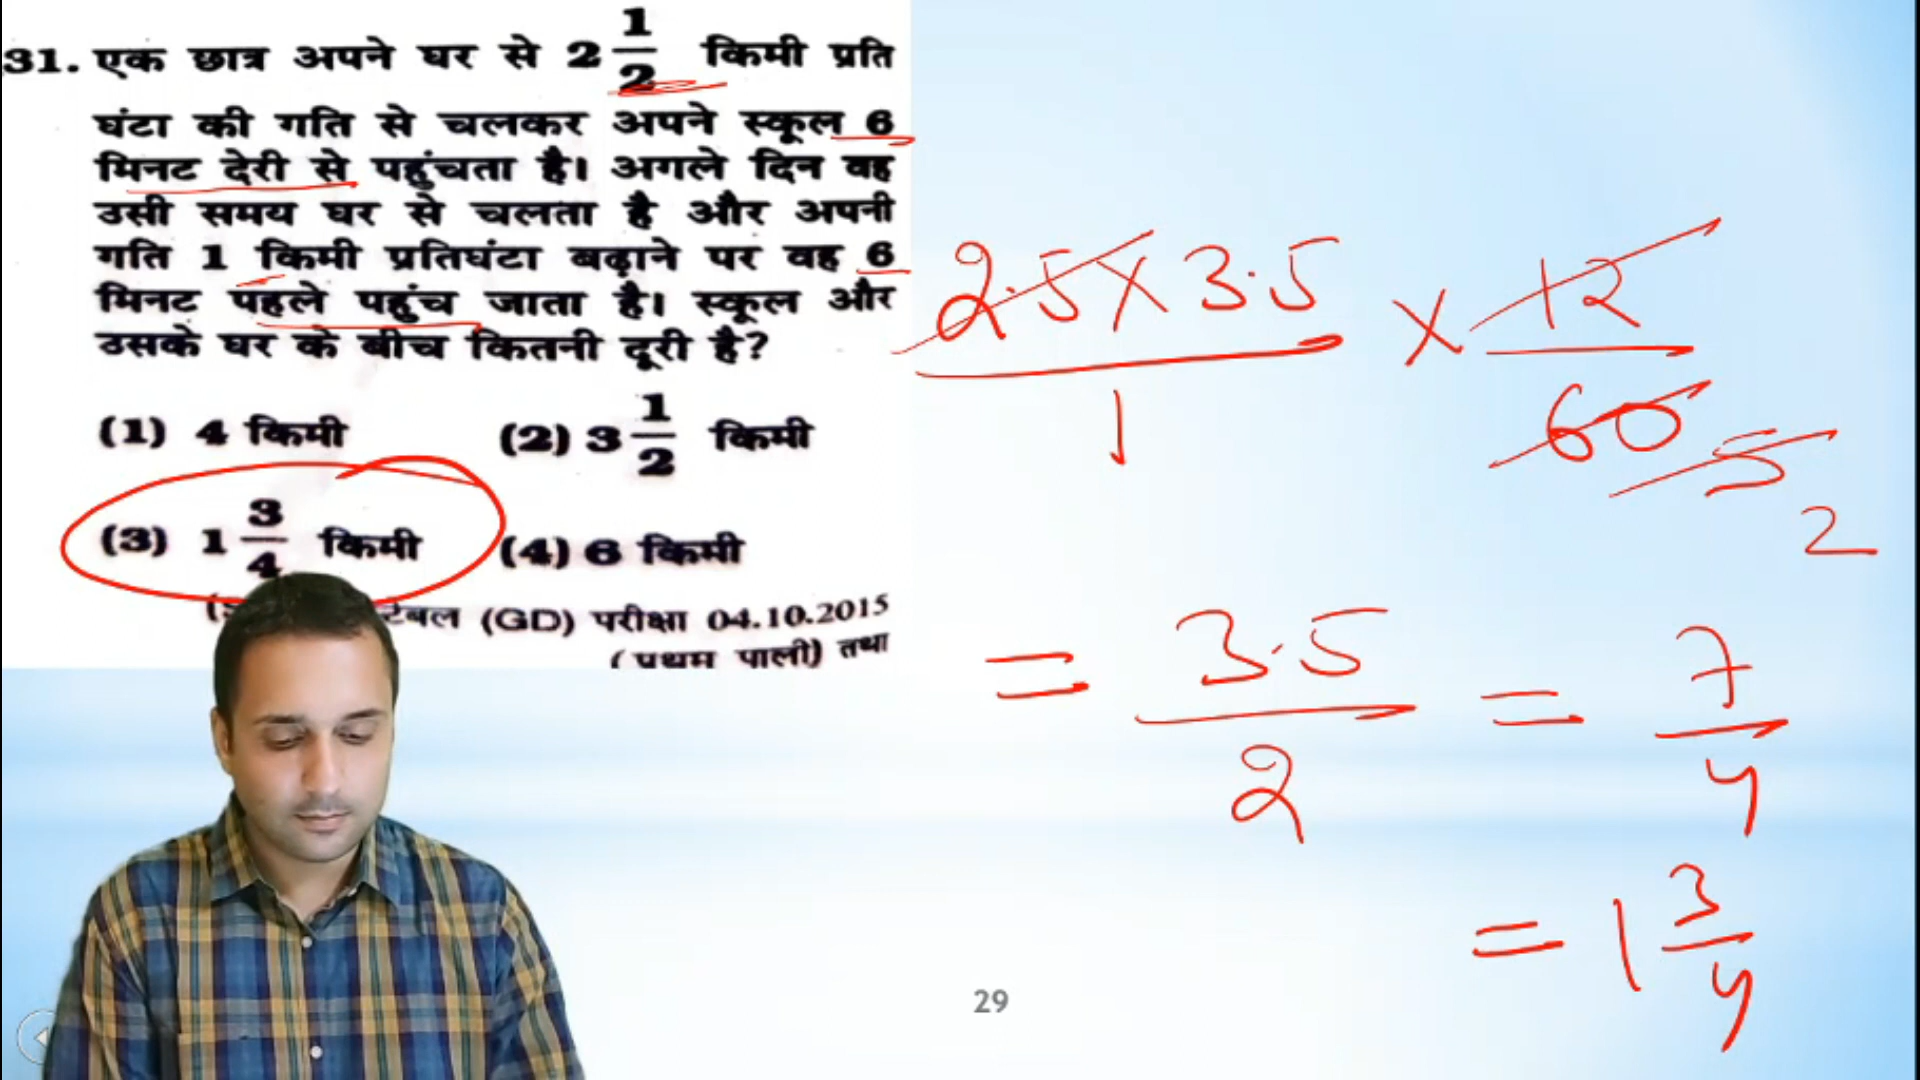 31. एक छात्र अपने घर से 2 1/2 किमी प्रति
घंटा की गति से चलकर अपने स्कूल 6
मिनट देरी से पहुंचता है। अगले दिन वह
उसी समय घर से चलता है और अपनी
गति 1 किमी प्रतिघंटा बढ़ाने पर वह 6
मिनट पहले पहुंच जाता है। स्कूल और
उसके घर के बीच कितनी दूरी है?
(1) 4 किमी (2) 3 1/2 किमी
(3) 1 3/4 किमी (4) 6 किमी
(GD) परीक्षा 04.10.2015
(प्रथम पाली) तथा
2.5 × 3.5 / 1 × 12 / 60 5 2
= 3.5 / 2 = 7 / 4
= 1 3/4
29